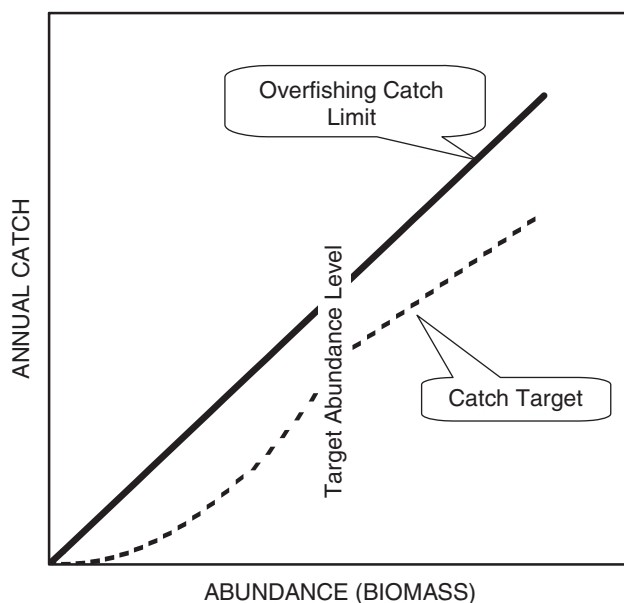 Overfishing Catch
Limit
ANNUAL CATCH
Target Abundance Level
Catch Target
ABUNDANCE (BIOMASS)